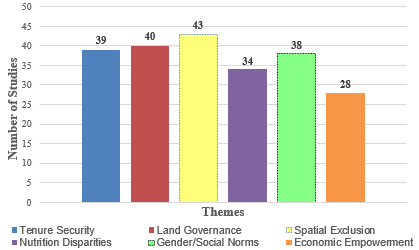 50
45
40
35
30
25
20
15
10
5
0
Number of Studies
39
40
43
34
38
28
Themes
Tenure Security
Land Governance
Spatial Exclusion
Nutrition Disparities
Gender/Social Norms
Economic Empowerment